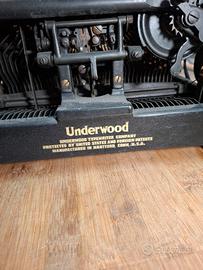 Underwood
UNDERWOOD TYPEWRITER COMPANY
PROTECTED BY UNITED STATES AND FOREIGN PATENTS
MANUFACTURED IN HARTFORD, CONN., U.S.A.